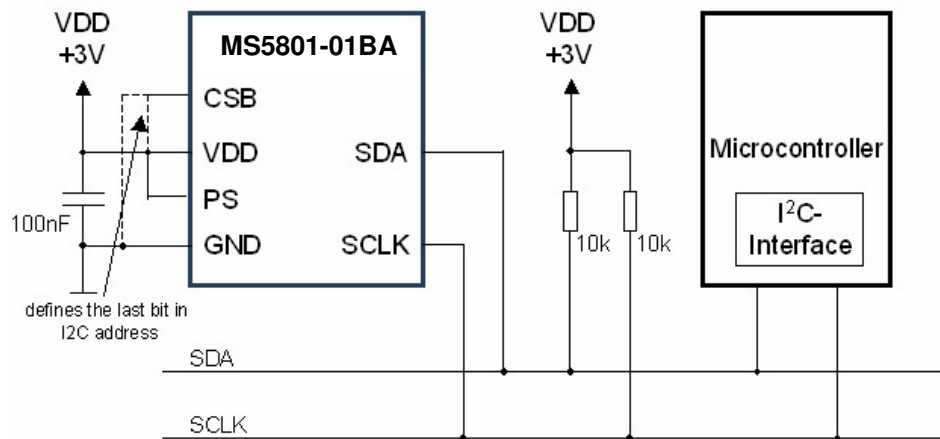 VDD
+3V
MS5801-01BA
CSB
VDD
PS
GND
SDA
SCLK
100nF
defines the last bit in
I2C address
VDD
+3V
10k
10k
Microcontroller
I²C-
Interface
SDA
SCLK